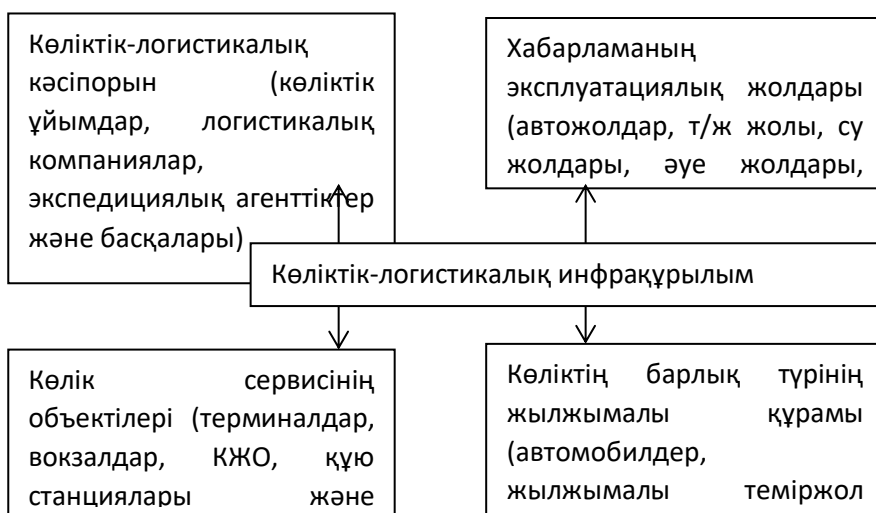 Көліктік-логистикалық
кәсіпорын (көліктік
ұйымдар, логистикалық
компаниялар,
экспедициялық агенттіктер
және басқалары)
Хабарламаның
эксплуатациялық жолдары
(автожолдар, т/ж жолы, су
жолдары, әуе жолдары,
Көліктік-логистикалық инфрақұрылым
Көлік сервисінің
объектілері (терминалдар,
вокзалдар, КЖО, құю
станциялары және
Көліктің барлық түрінің
жылжымалы құрамы
(автомобилдер,
жылжымалы теміржол